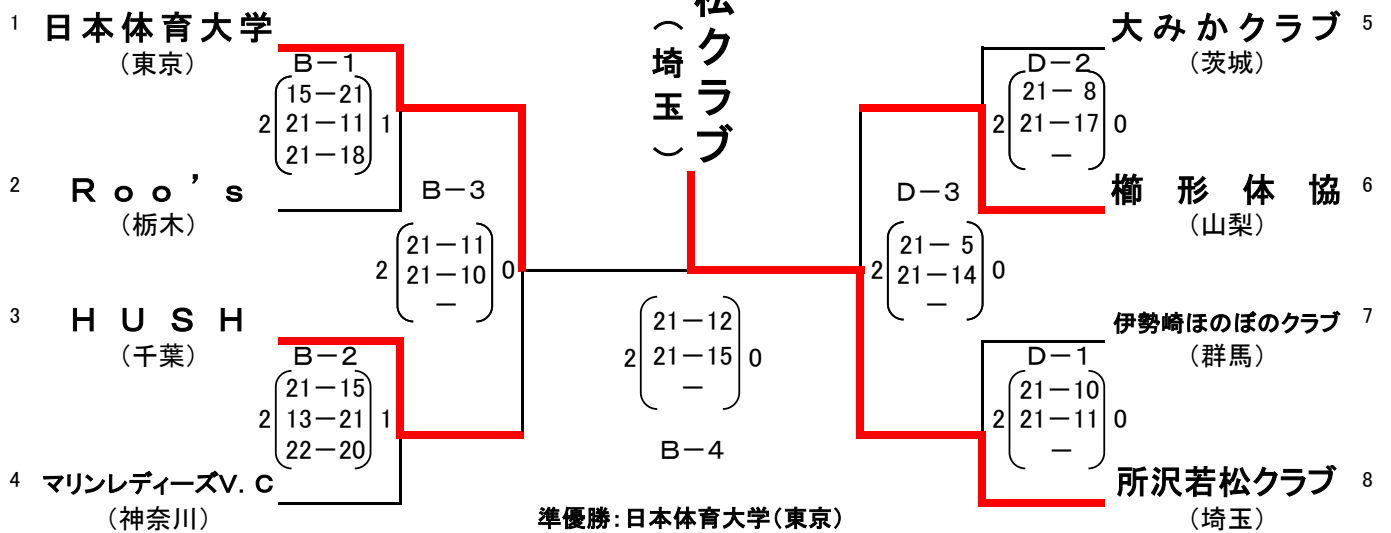 1 日本体育大学
(東京)
B-1
15-21
2 21-11 1
21-18
2 Roo's
(栃木)
B-3
21-11
2 21-10 0
-
3 HUSH
(千葉)
B-2
21-15
2 13-21 1
22-20
4 マリンレディーズV.C
(神奈川)
松クラブ
(埼玉)
21-12
2 21-15 0
-
B-4
準優勝:日本体育大学(東京)
大みかクラブ 5
(茨城)
D-2
21- 8
2 21-17 0
-
櫛形体協 6
(山梨)
D-3
21- 5
2 21-14 0
-
伊勢崎ほのぼのクラブ 7
(群馬)
D-1
21-10
2 21-11 0
-
所沢若松クラブ 8
(埼玉)